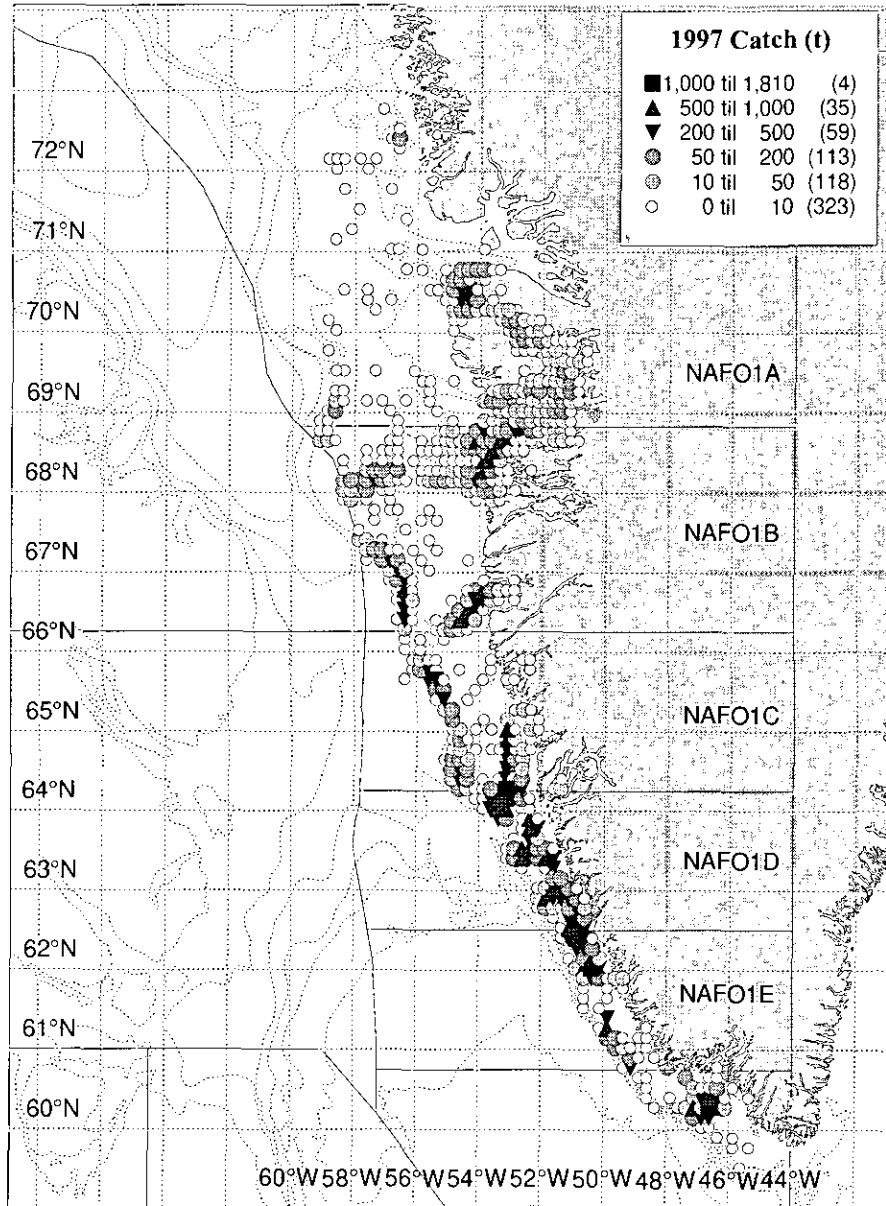 1997 Catch (t)
1,000 til 1,810 (4)
500 til 1,000 (35)
200 til 500 (59)
50 til 200 (113)
10 til 50 (118)
0 til 10 (323)
72°N
71°N
70°N
69°N
68°N
67°N
66°N
65°N
64°N
63°N
62°N
61°N
60°N
NAFO1A
NAFO1B
NAFO1C
NAFO1D
NAFO1E
60°W 58°W 56°W 54°W 52°W 50°W 48°W 46°W 44°W